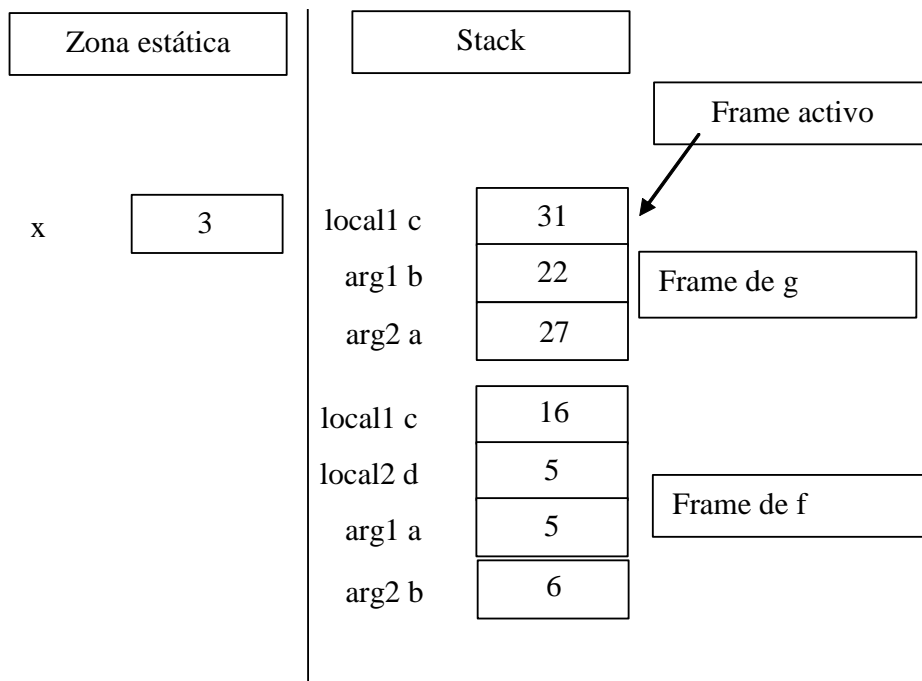 Zona estática
Stack
Frame activo
x 3
local1 c 31
arg1 b 22
Frame de g
arg2 a 27
local1 c 16
local2 d 5
Frame de f
arg1 a 5
arg2 b 6